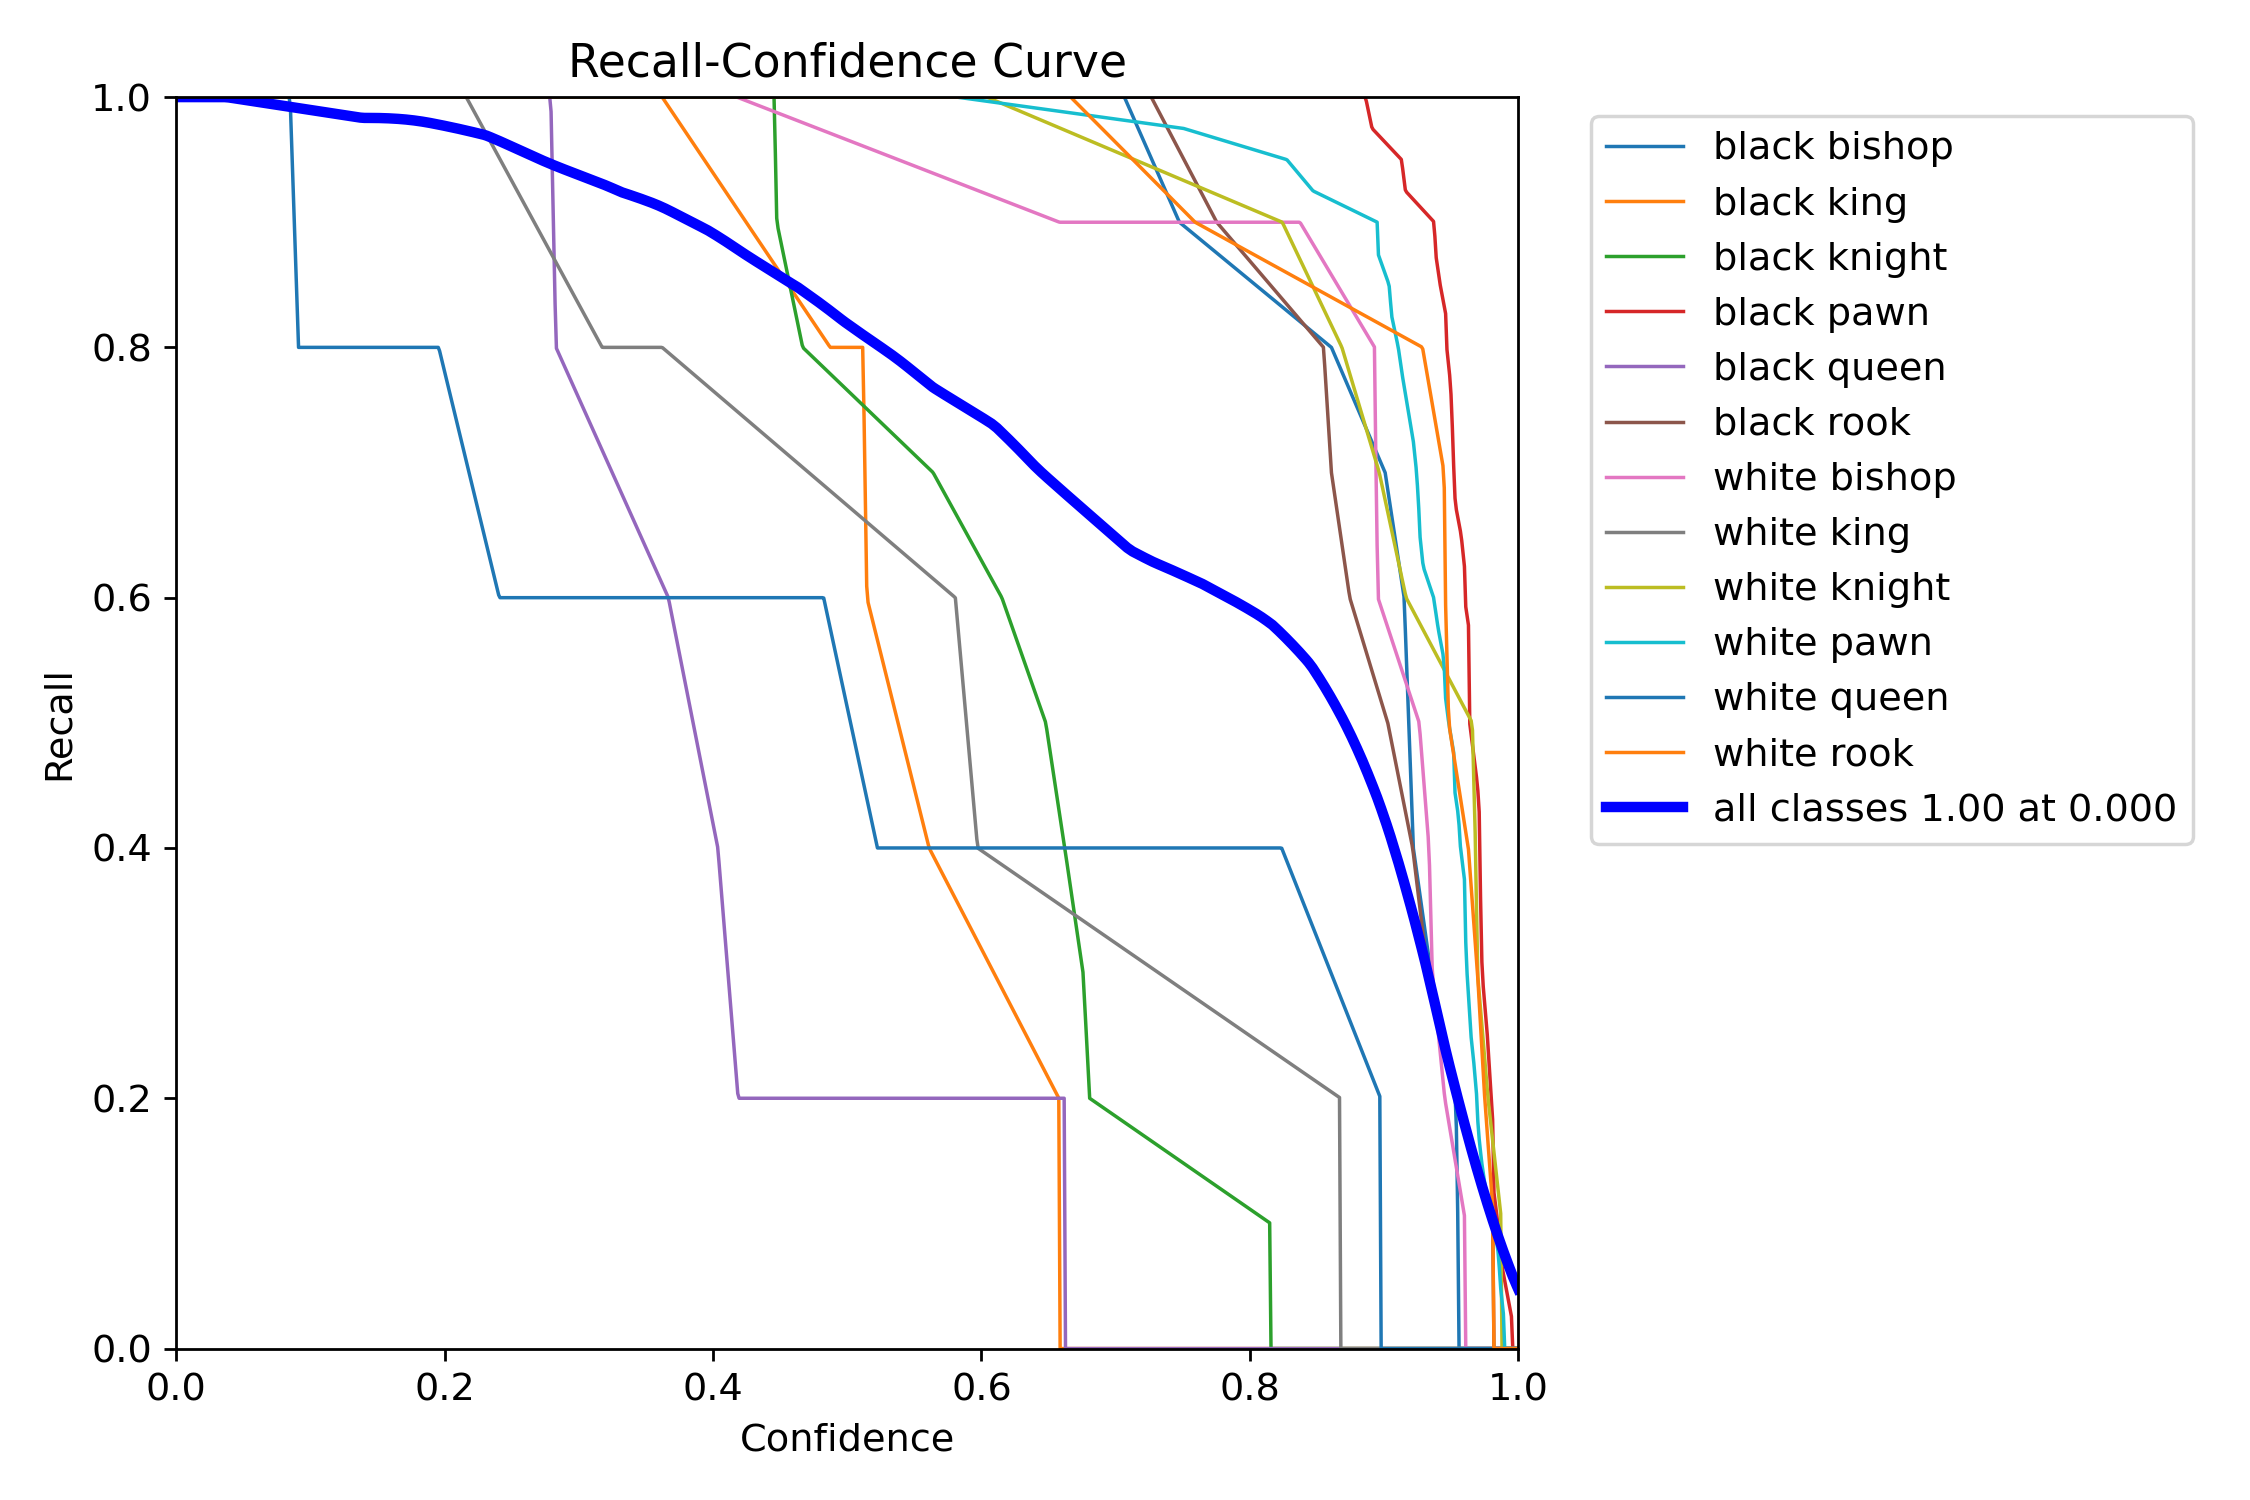 Recall-Confidence Curve
1.0
0.8
0.6
0.4
0.2
0.0
Recall
0.0 0.2 0.4 0.6 0.8 1.0
Confidence
black bishop
black king
black knight
black pawn
black queen
black rook
white bishop
white king
white knight
white pawn
white queen
white rook
all classes 1.00 at 0.000